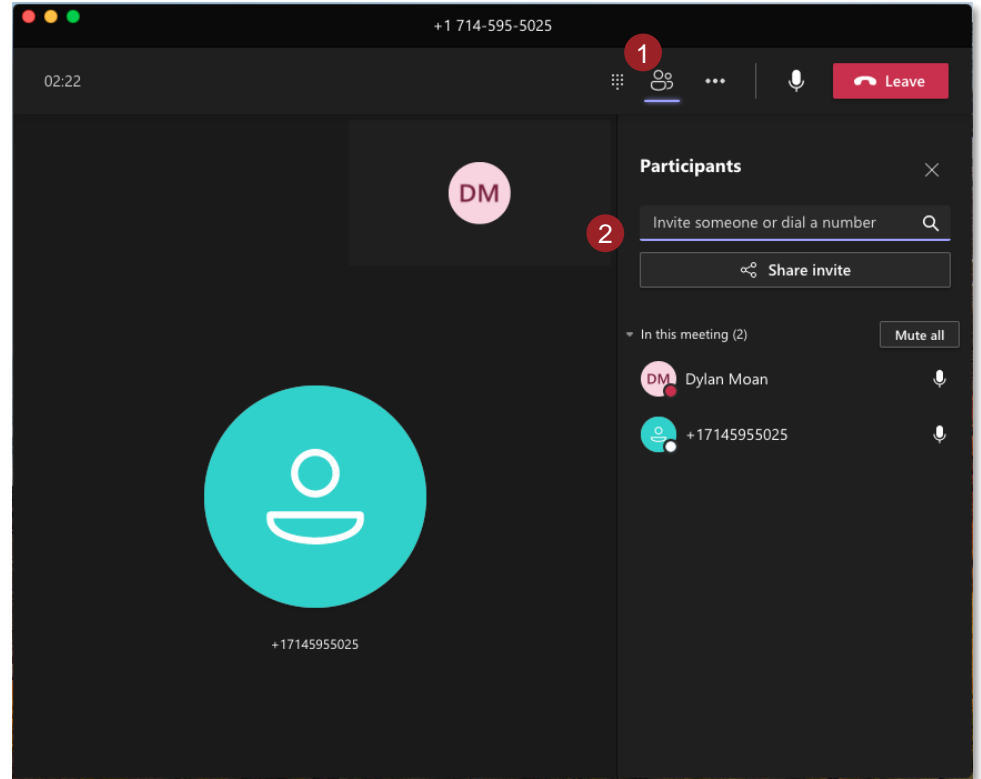 +1 714-595-5025
1
02:22
Leave
DM
Participants
2
Invite someone or dial a number
Share invite
In this meeting (2)
Mute all
DM
Dylan Moan
+17145955025
+17145955025